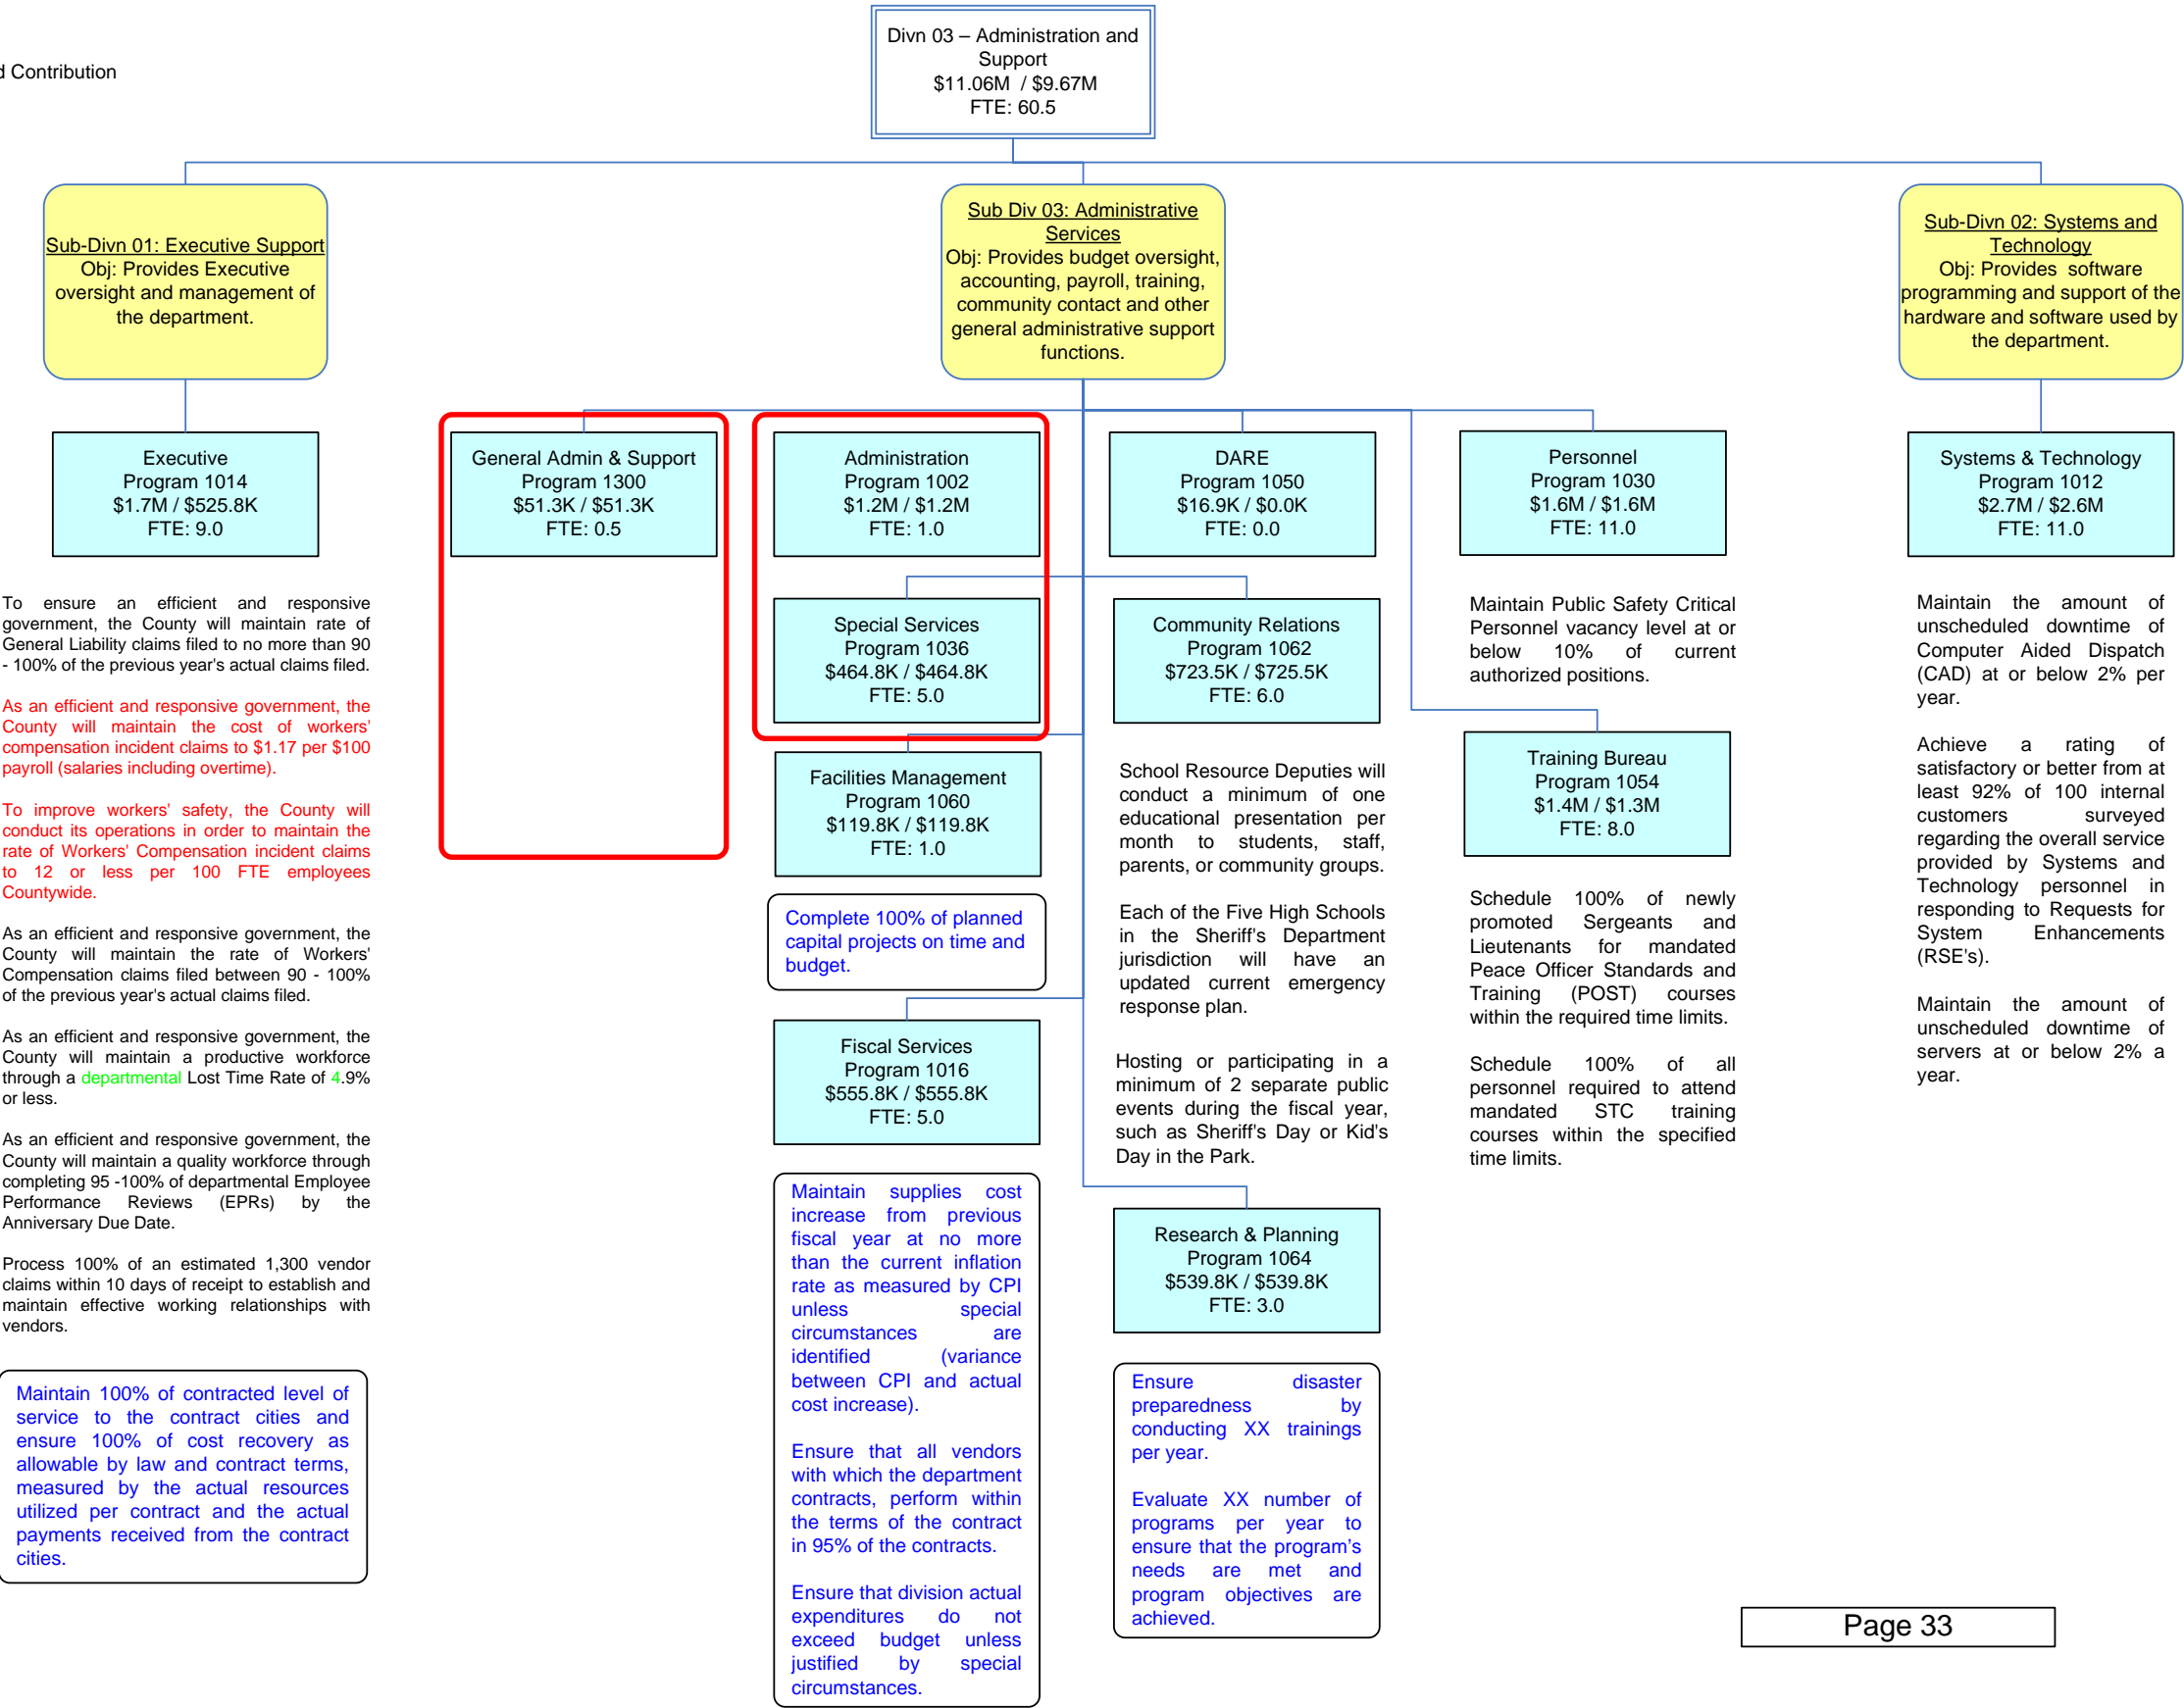 d Contribution
Divn 03 – Administration and
Support
$11.06M / $9.67M
FTE: 60.5
Sub-Divn 01: Executive Support
Obj: Provides Executive
oversight and management of
the department.
Sub Div 03: Administrative
Services
Obj: Provides budget oversight,
accounting, payroll, training,
community contact and other
general administrative support
functions.
Sub-Divn 02: Systems and
Technology
Obj: Provides software
programming and support of the
hardware and software used by
the department.
Executive
Program 1014
$1.7M / $525.8K
FTE: 9.0
General Admin & Support
Program 1300
$51.3K / $51.3K
FTE: 0.5
Administration
Program 1002
$1.2M / $1.2M
FTE: 1.0
DARE
Program 1050
$16.9K / $0.0K
FTE: 0.0
Personnel
Program 1030
$1.6M / $1.6M
FTE: 11.0
Systems & Technology
Program 1012
$2.7M / $2.6M
FTE: 11.0
To ensure an efficient and responsive
government, the County will maintain rate of
General Liability claims filed to no more than 90
- 100% of the previous year's actual claims filed.
As an efficient and responsive government, the
County will maintain the cost of workers'
compensation incident claims to $1.17 per $100
payroll (salaries including overtime).
To improve workers' safety, the County will
conduct its operations in order to maintain the
rate of Workers' Compensation incident claims
to 12 or less per 100 FTE employees
Countywide.
As an efficient and responsive government, the
County will maintain the rate of Workers'
Compensation claims filed between 90 - 100%
of the previous year's actual claims filed.
As an efficient and responsive government, the
County will maintain a productive workforce
through a departmental Lost Time Rate of 4.9%
or less.
As an efficient and responsive government, the
County will maintain a quality workforce through
completing 95 -100% of departmental Employee
Performance Reviews (EPRs) by the
Anniversary Due Date.
Process 100% of an estimated 1,300 vendor
claims within 10 days of receipt to establish and
maintain effective working relationships with
vendors.
Maintain 100% of contracted level of
service to the contract cities and
ensure 100% of cost recovery as
allowable by law and contract terms,
measured by the actual resources
utilized per contract and the actual
payments received from the contract
cities.
Special Services
Program 1036
$464.8K / $464.8K
FTE: 5.0
Facilities Management
Program 1060
$119.8K / $119.8K
FTE: 1.0
Complete 100% of planned
capital projects on time and
budget.
Fiscal Services
Program 1016
$555.8K / $555.8K
FTE: 5.0
Maintain supplies cost
increase from previous
fiscal year at no more
than the current inflation
rate as measured by CPI
unless special
circumstances are
identified (variance
between CPI and actual
cost increase).
Ensure that all vendors
with which the department
contracts, perform within
the terms of the contract
in 95% of the contracts.
Ensure that division actual
expenditures do not
exceed budget unless
justified by special
circumstances.
Community Relations
Program 1062
$723.5K / $725.5K
FTE: 6.0
School Resource Deputies will
conduct a minimum of one
educational presentation per
month to students, staff,
parents, or community groups.
Each of the Five High Schools
in the Sheriff's Department
jurisdiction will have an
updated current emergency
response plan.
Hosting or participating in a
minimum of 2 separate public
events during the fiscal year,
such as Sheriff's Day or Kid's
Day in the Park.
Research & Planning
Program 1064
$539.8K / $539.8K
FTE: 3.0
Ensure disaster
preparedness by
conducting XX trainings
per year.
Evaluate XX number of
programs per year to
ensure that the program's
needs are met and
program objectives are
achieved.
Maintain Public Safety Critical
Personnel vacancy level at or
below 10% of current
authorized positions.
Training Bureau
Program 1054
$1.4M / $1.3M
FTE: 8.0
Schedule 100% of newly
promoted Sergeants and
Lieutenants for mandated
Peace Officer Standards and
Training (POST) courses
within the required time limits.
Schedule 100% of all
personnel required to attend
mandated STC training
courses within the specified
time limits.
Maintain the amount of
unscheduled downtime of
Computer Aided Dispatch
(CAD) at or below 2% per
year.
Achieve a rating of
satisfactory or better from at
least 92% of 100 internal
customers surveyed
regarding the overall service
provided by Systems and
Technology personnel in
responding to Requests for
System Enhancements
(RSE's).
Maintain the amount of
unscheduled downtime of
servers at or below 2% a
year.
Page 33